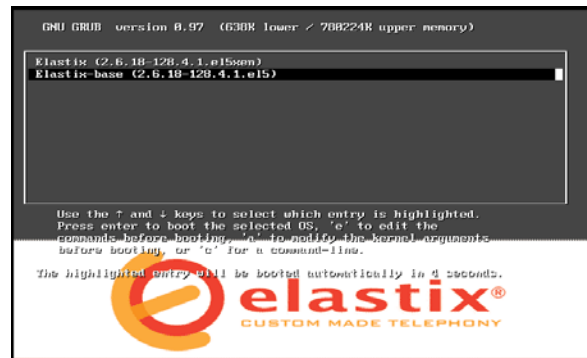 GNU GRUB version 0.97 (638K lower / 780224K upper memory)
Elastix (2.6.18-128.4.1.el5xen)
Elastix-base (2.6.18-128.4.1.el5)
Use the ↑ and ↓ keys to select which entry is highlighted.
Press enter to boot the selected OS, 'e' to edit the
commands before booting, 'a' to modify the kernel arguments
before booting, or 'c' for a command-line.
The highlighted entry will be booted automatically in 4 seconds.
elastix®
CUSTOM MADE TELEPHONY